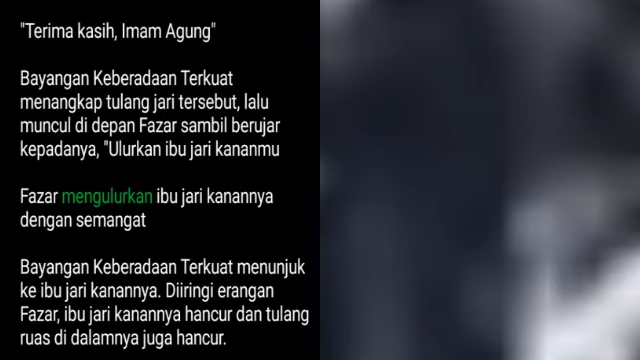 "Terima kasih, Imam Agung"
Bayangan Keberadaan Terkuat
menangkap tulang jari tersebut, lalu
muncul di depan Fazar sambil berujar
kepadanya, "Ulurkan ibu jari kananmu
Fazar mengulurkan ibu jari kanannya
dengan semangat
Bayangan Keberadaan Terkuat menunjuk
ke ibu jari kanannya. Diiringi erangan
Fazar, ibu jari kanannya hancur dan tulang
ruas di dalamnya juga hancur.